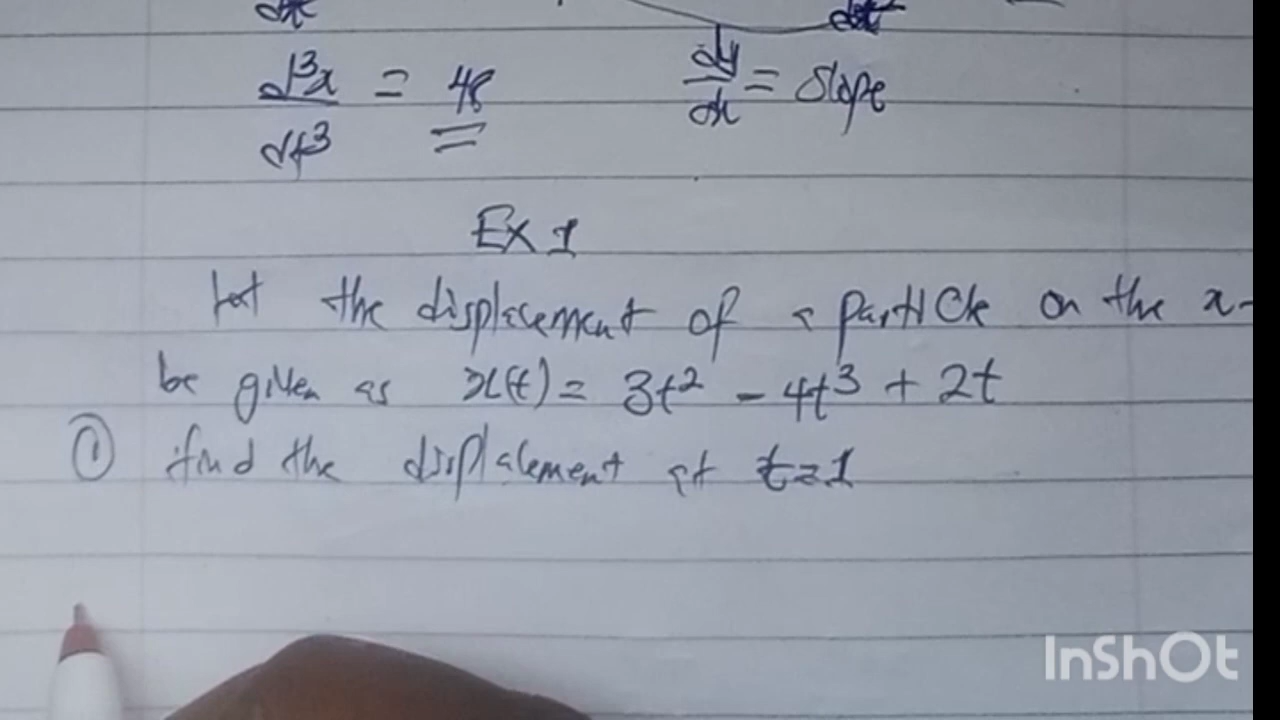 d³x/dt³ = 48
dy/dx = Slope
Ex 1
let the displacement of a particle on the x-
be given as x(t) = 3t² - 4t³ + 2t
① find the displacement at t=1
InShOt